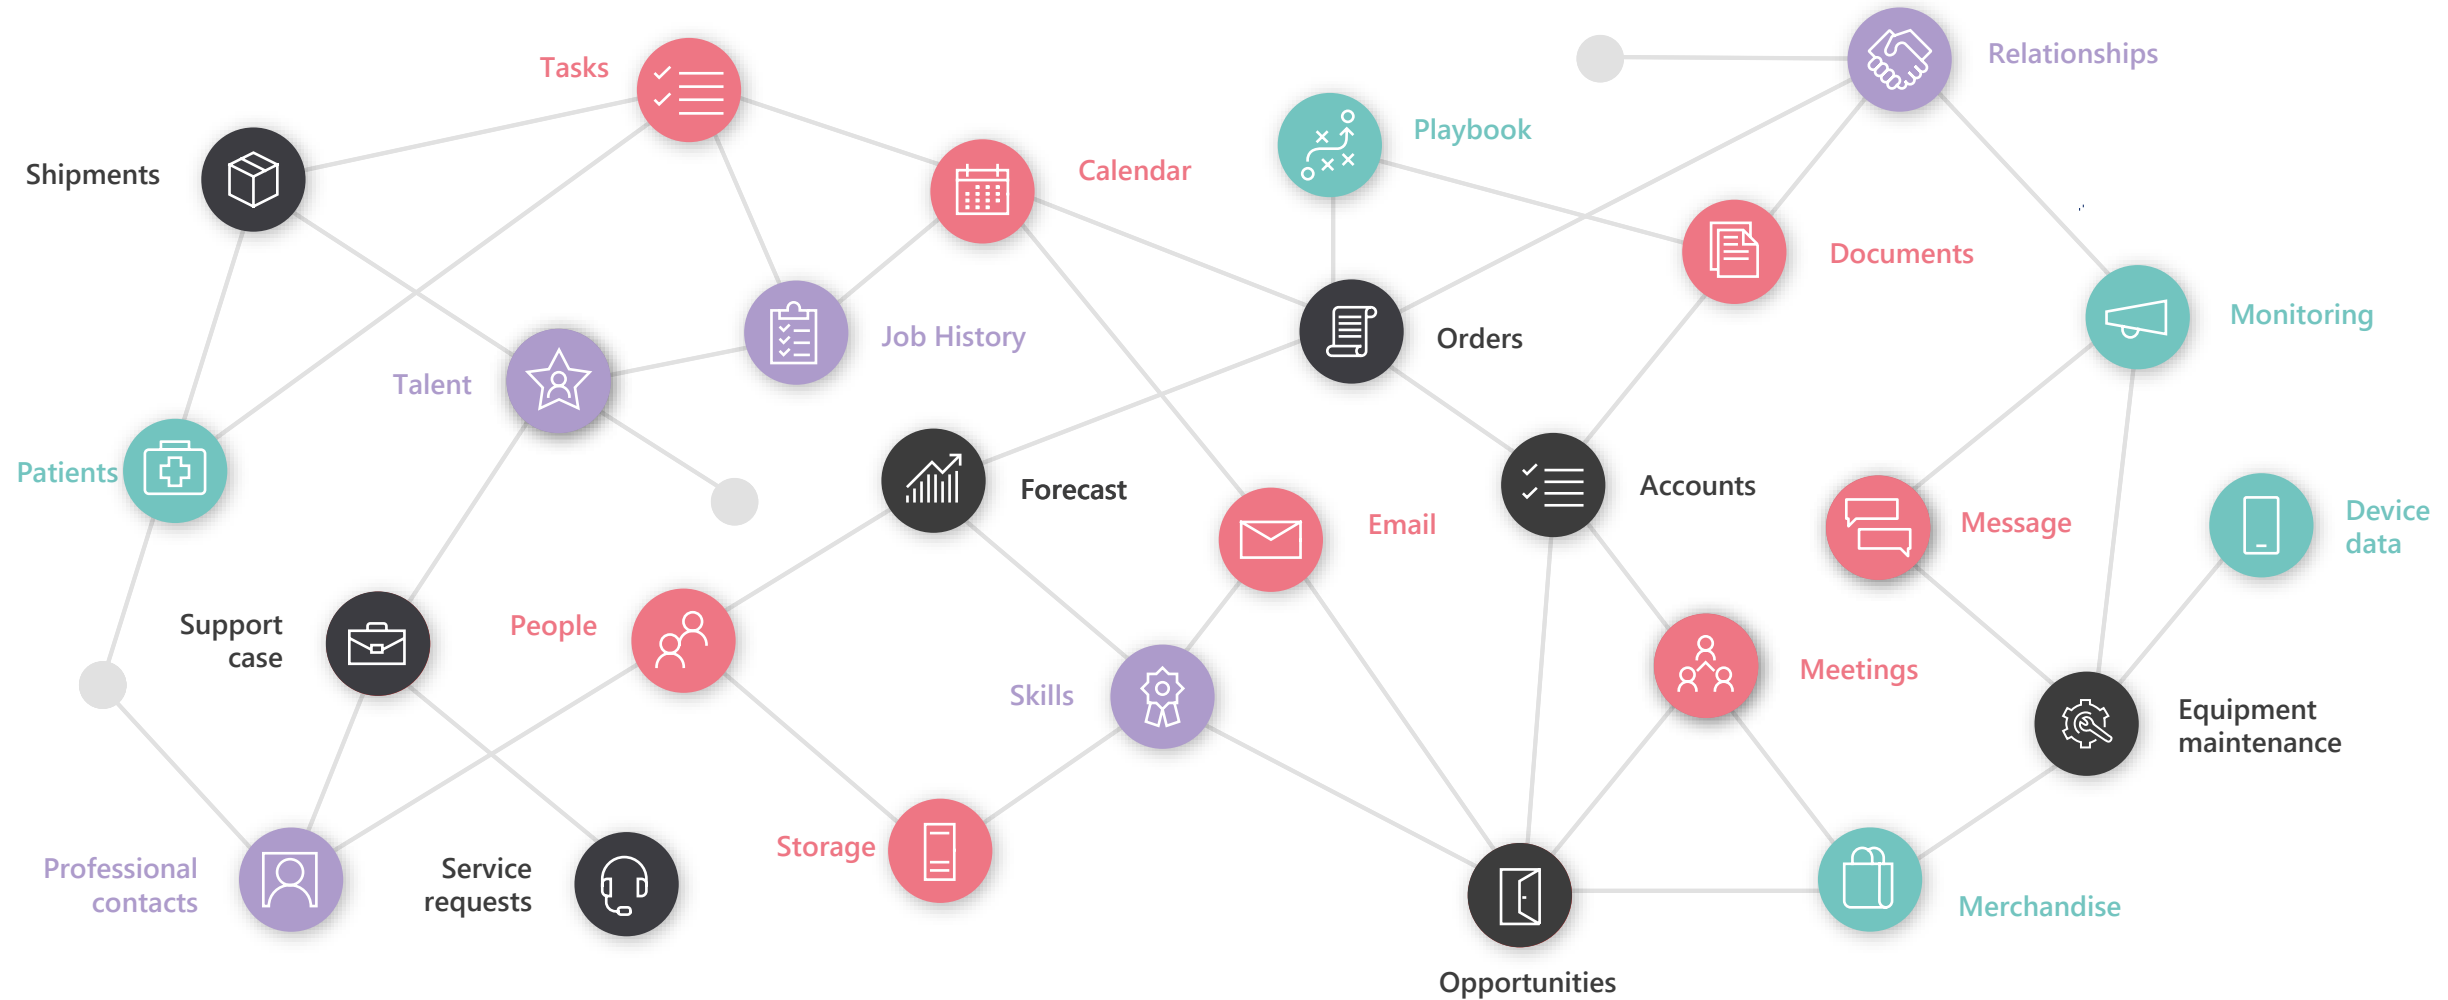 Tasks
Relationships
Playbook
Shipments
Calendar
Documents
Monitoring
Job History
Orders
Talent
Patients
Forecast
Accounts
Email
Message
Device
data
Support
case
People
Meetings
Skills
Equipment
maintenance
Storage
Professional
contacts
Service
requests
Merchandise
Opportunities